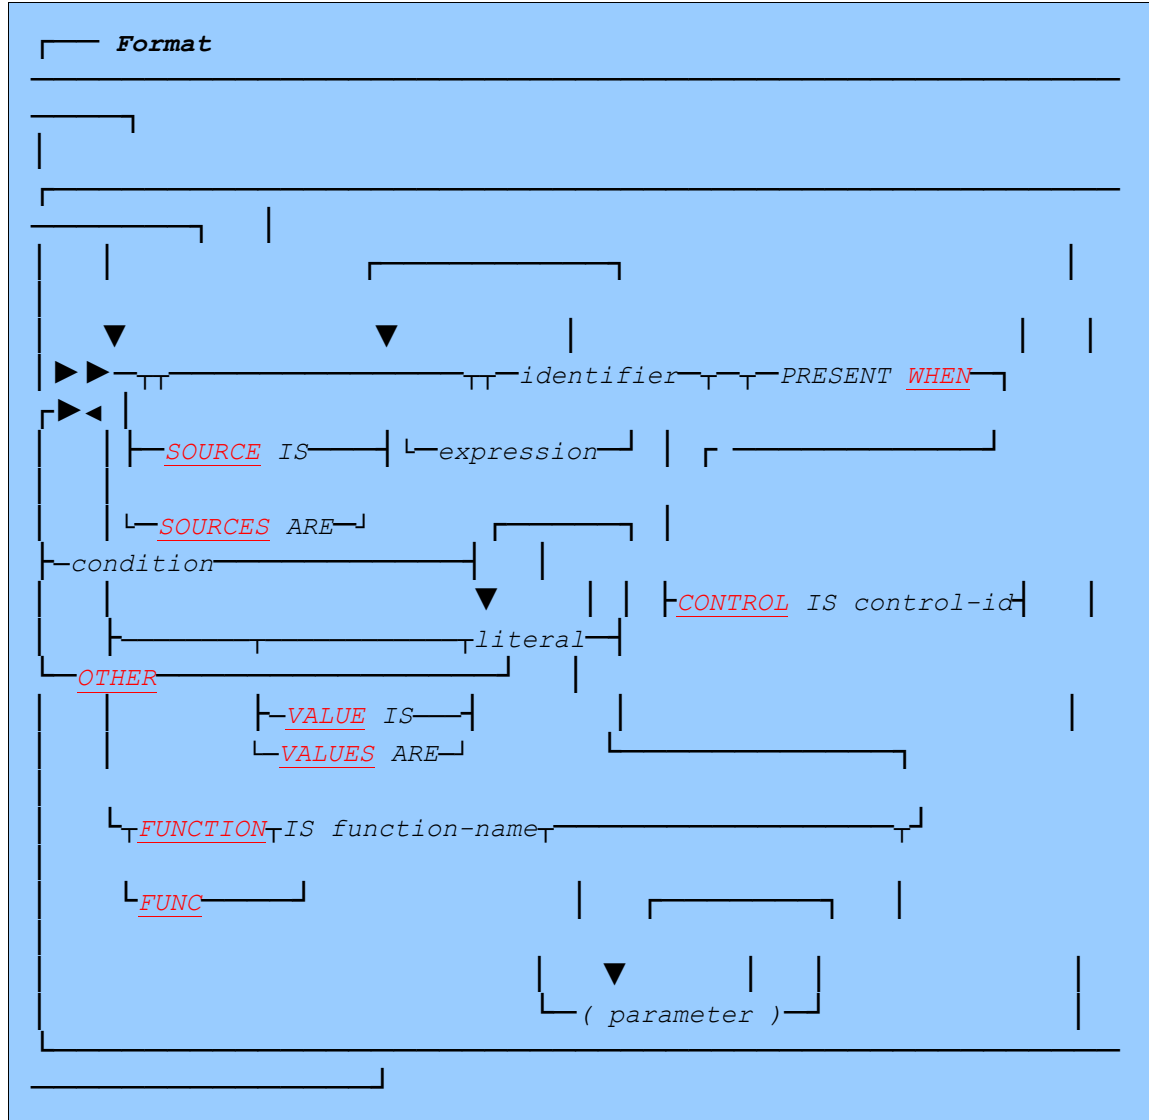 Format
identifier PRESENT WHEN
SOURCE IS expression
SOURCES ARE
condition
CONTROL IS control-id
literal
OTHER
VALUE IS
VALUES ARE
FUNCTION IS function-name
FUNC
( parameter )